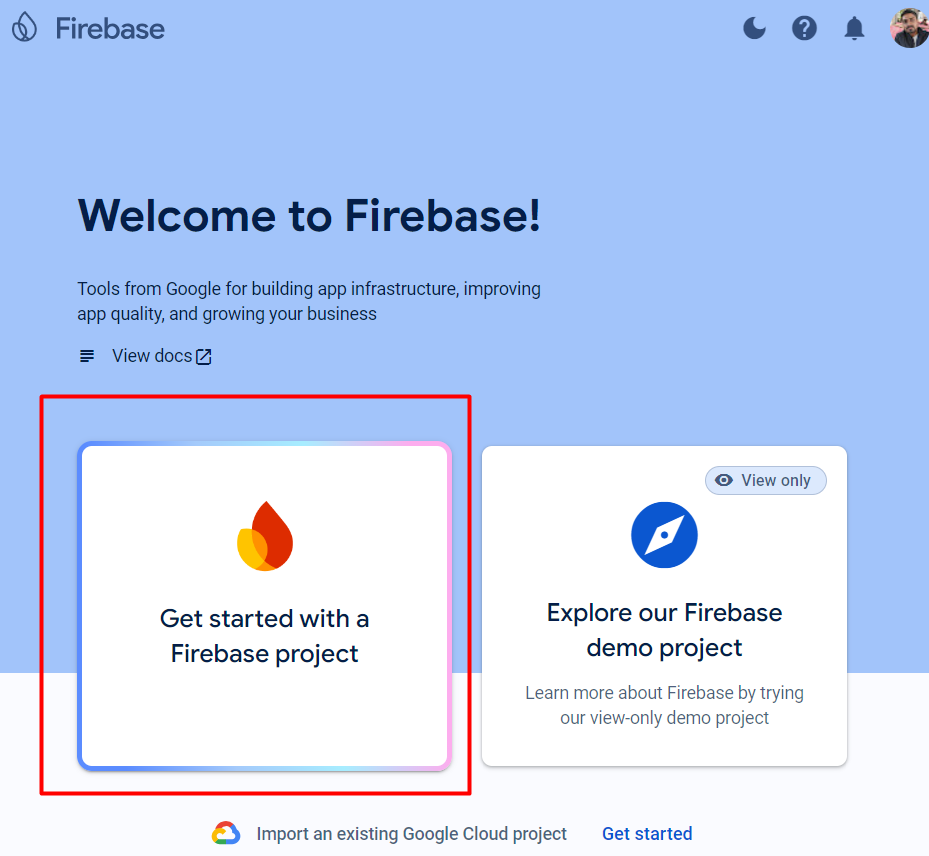 Firebase
Welcome to Firebase!
Tools from Google for building app infrastructure, improving
app quality, and growing your business
View docs
Get started with a
Firebase project
View only
Explore our Firebase
demo project
Learn more about Firebase by trying
our view-only demo project
Import an existing Google Cloud project Get started